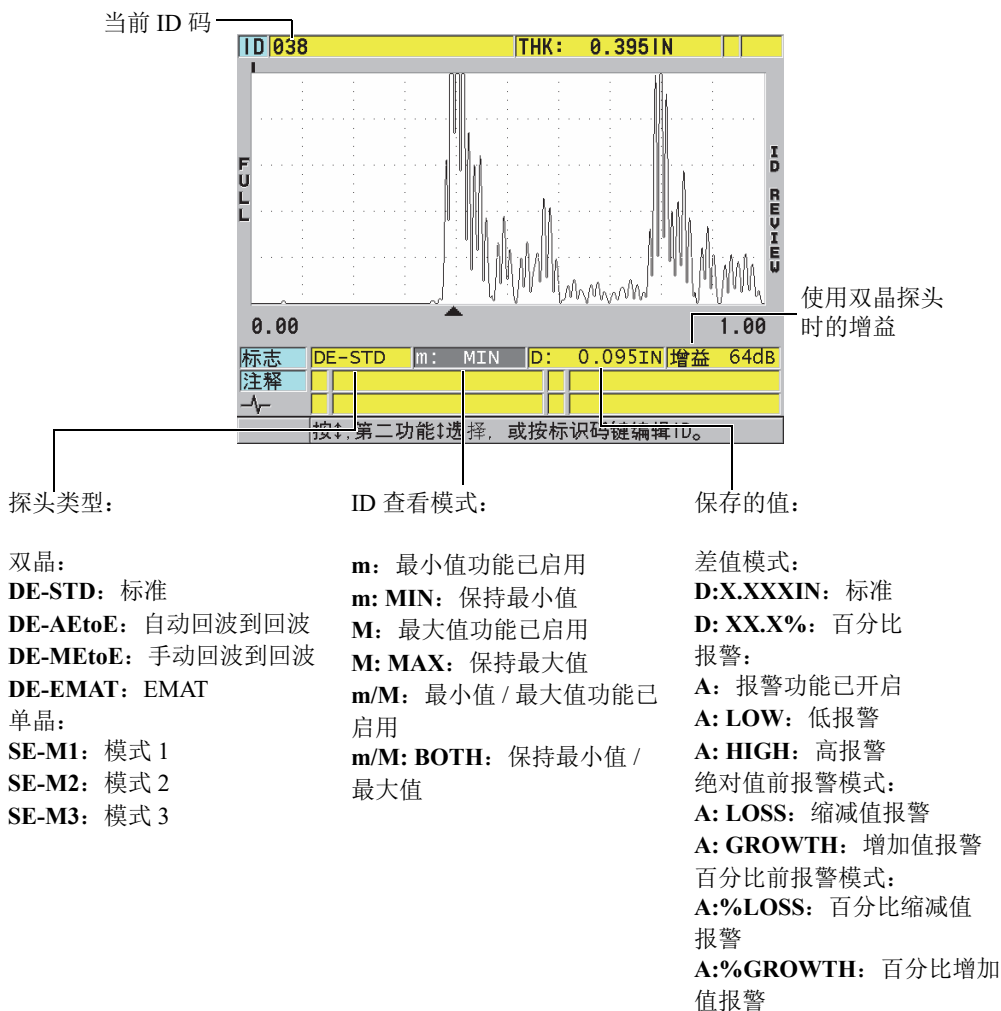 当前 ID 码
ID 038 THK: 0.395IN
FULL
ID REVIEW
使用双晶探头
时的增益
0.00 1.00
标志 DE-STD m: MIN D: 0.095IN 增益 64dB
注释
按↕,第二功能↕选择, 或按标识码键编辑ID。
探头类型:
双晶:
DE-STD:标准
DE-AEtoE:自动回波到回波
DE-MEtoE:手动回波到回波
DE-EMAT:EMAT
单晶:
SE-M1:模式 1
SE-M2:模式 2
SE-M3:模式 3
ID 查看模式:
m:最小值功能已启用
m: MIN:保持最小值
M:最大值功能已启用
M: MAX:保持最大值
m/M:最小值 / 最大值功能已
启用
m/M: BOTH:保持最小值 /
最大值
保存的值:
差值模式:
D:X.XXXIN:标准
D: XX.X%:百分比
报警:
A:报警功能已开启
A: LOW:低报警
A: HIGH:高报警
绝对值前报警模式:
A: LOSS:缩减值报警
A: GROWTH:增加值报警
百分比前报警模式:
A:%LOSS:百分比缩减值
报警
A:%GROWTH:百分比增加
值报警